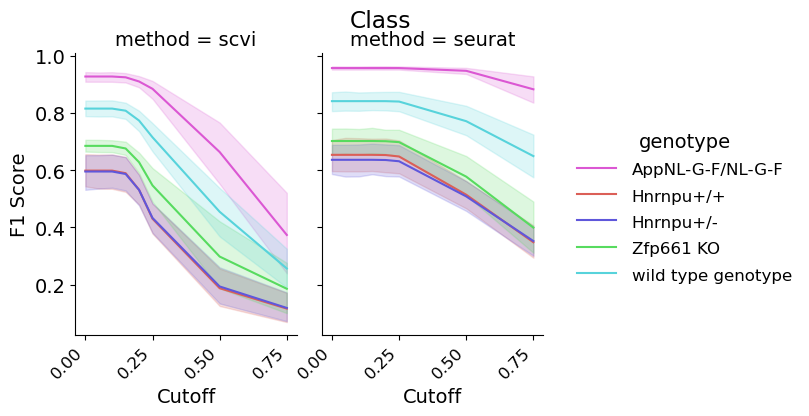 Class
method = scvi
method = seurat
F1 Score
1.0
0.8
0.6
0.4
0.2
0.00
0.25
0.50
0.75
Cutoff
0.00
0.25
0.50
0.75
Cutoff
genotype
AppNL-G-F/NL-G-F
Hnrnpu+/+
Hnrnpu+/-
Zfp661 KO
wild type genotype